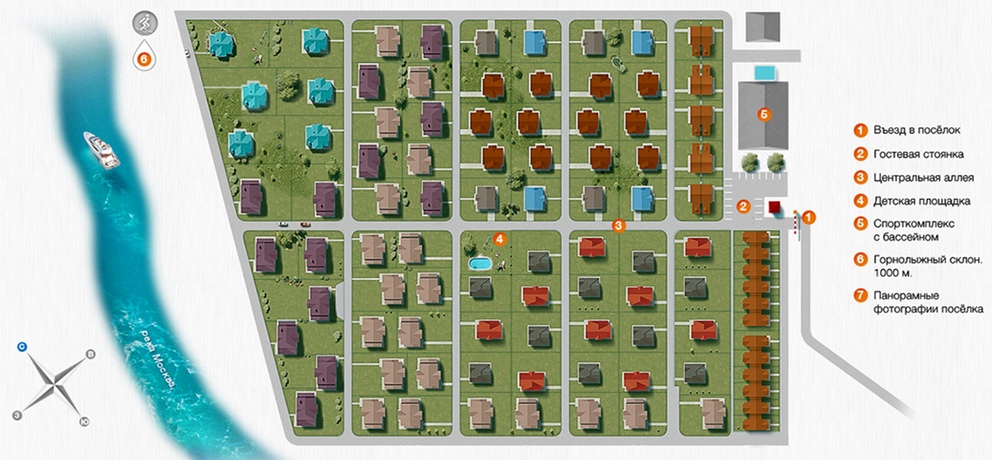 6
5
2
1
3
4
река Москва
С
В
З
Ю
1 Въезд в посёлок
2 Гостевая стоянка
3 Центральная аллея
4 Детская площадка
5 Спорткомплекс
с бассейном
6 Горнолыжный склон.
1000 м.
7 Панорамные
фотографии посёлка